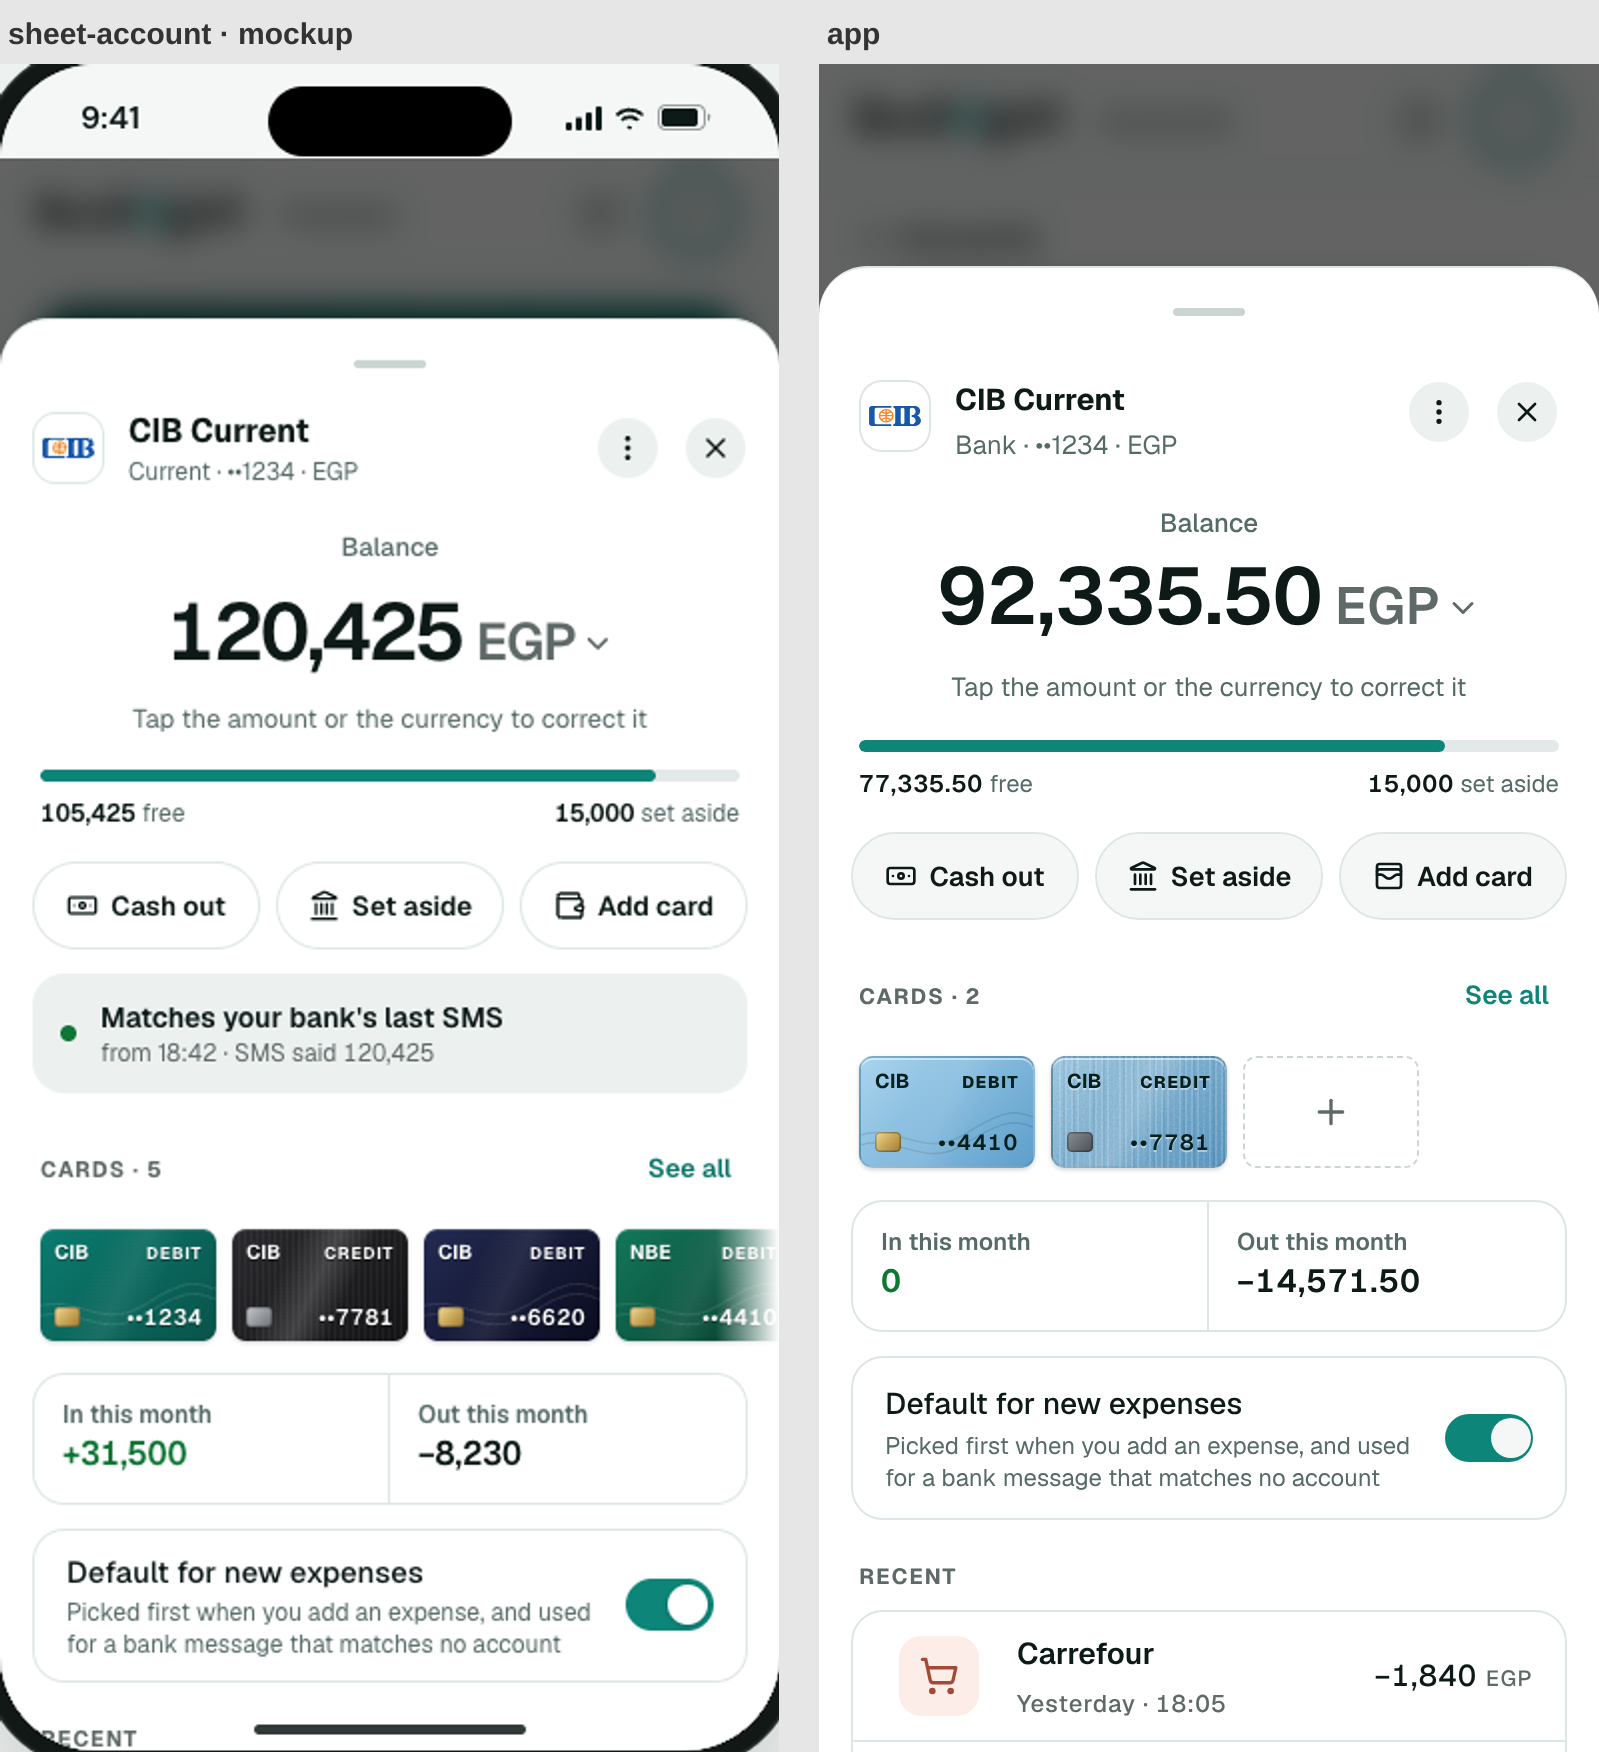 sheet-account · mockup
9:41
CIB
CIB Current
Current · ••1234 · EGP
Balance
120,425 EGP
Tap the amount or the currency to correct it
105,425 free
15,000 set aside
Cash out
Set aside
Add card
Matches your bank's last SMS
from 18:42 · SMS said 120,425
CARDS · 5
See all
CIB DEBIT
••1234
CIB CREDIT
••7781
CIB DEBIT
••6620
NBE DEBIT
••4410
In this month
+31,500
Out this month
−8,230
Default for new expenses
Picked first when you add an expense, and used
for a bank message that matches no account
RECENT
app
CIB
CIB Current
Bank · ••1234 · EGP
Balance
92,335.50 EGP
Tap the amount or the currency to correct it
77,335.50 free
15,000 set aside
Cash out
Set aside
Add card
CARDS · 2
See all
CIB DEBIT
••4410
CIB CREDIT
••7781
In this month
0
Out this month
−14,571.50
Default for new expenses
Picked first when you add an expense, and used
for a bank message that matches no account
RECENT
Carrefour
Yesterday · 18:05
−1,840 EGP